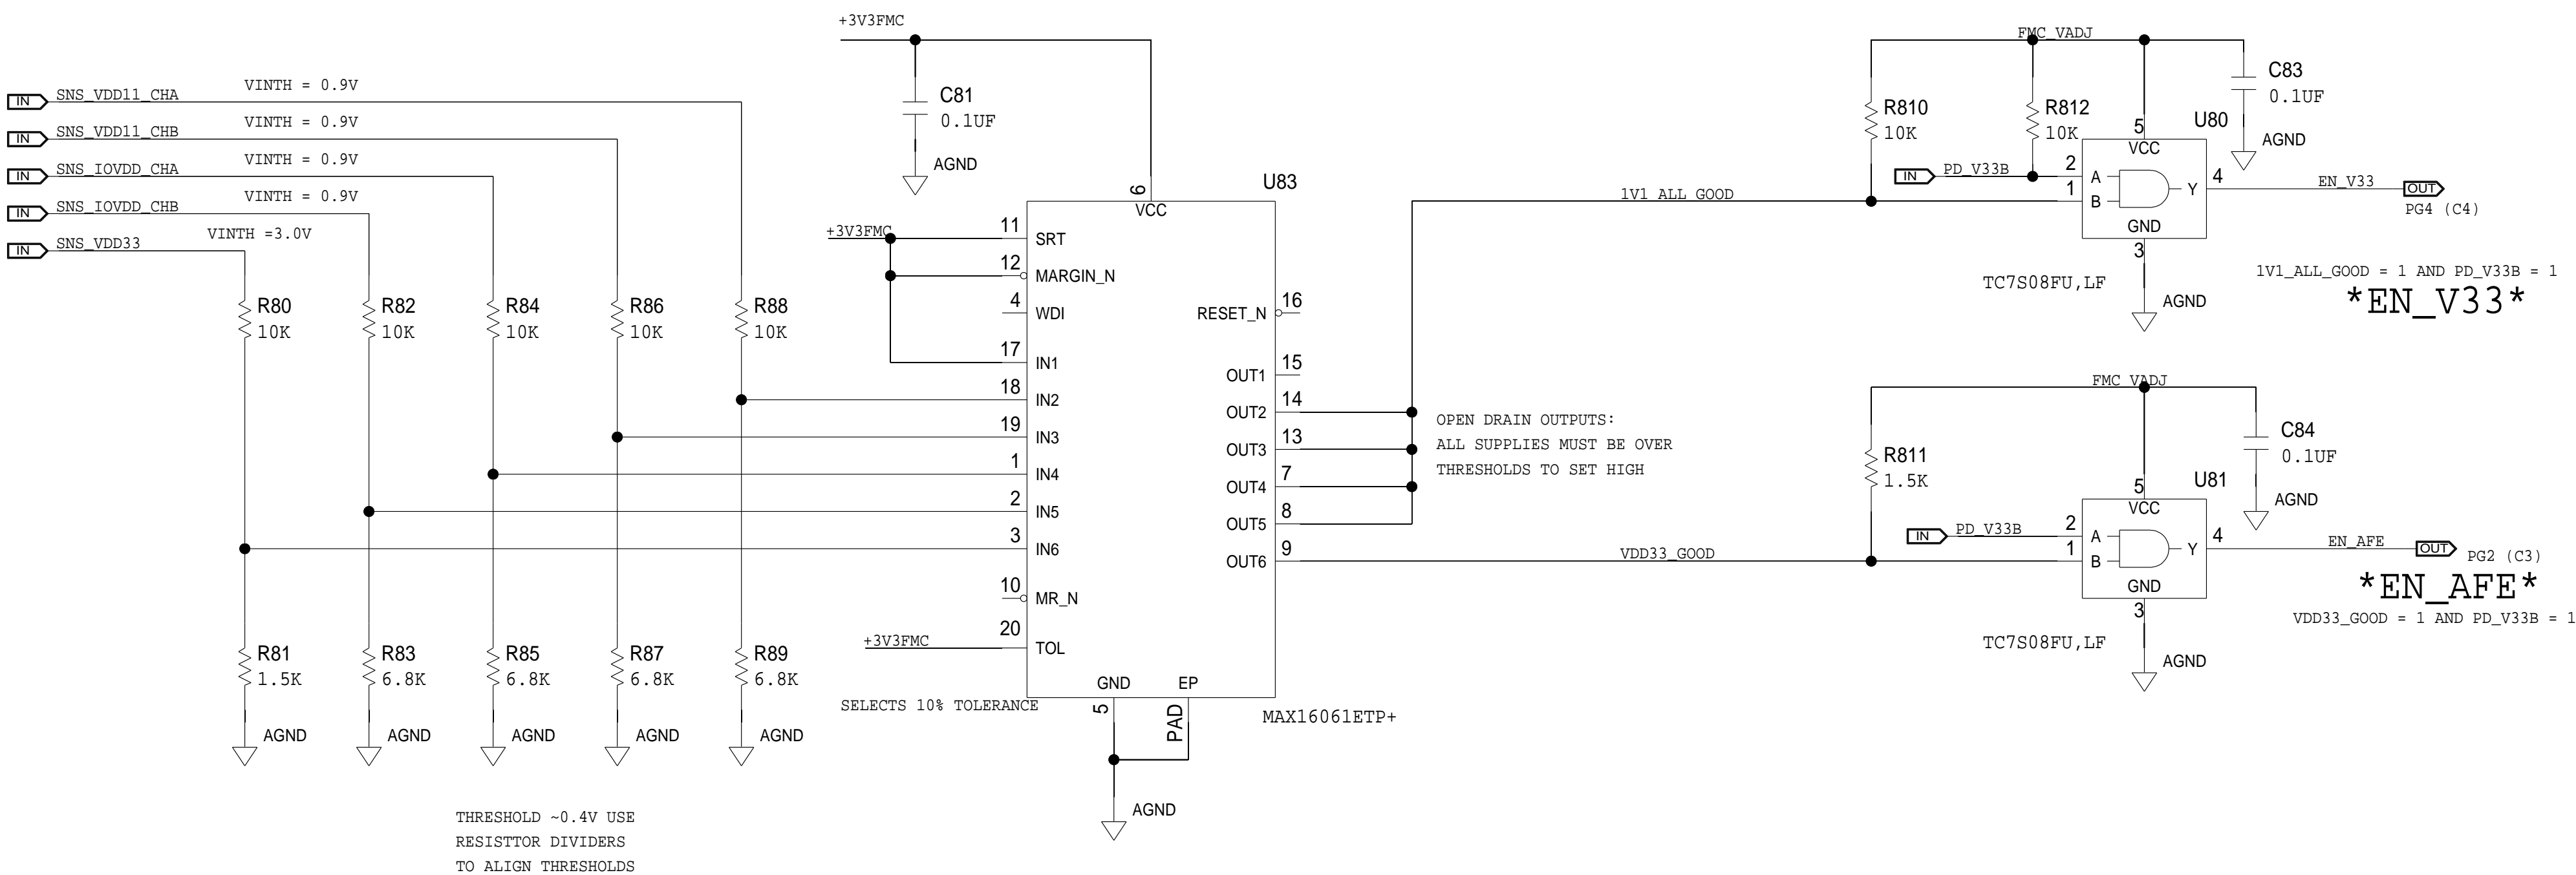 +3V3FMC
C81
0.1UF
AGND
IN SNS_VDD11_CHA
VINTH = 0.9V
IN SNS_VDD11_CHB
VINTH = 0.9V
IN SNS_IOVDD_CHA
VINTH = 0.9V
IN SNS_IOVDD_CHB
VINTH = 0.9V
IN SNS_VDD33
VINTH =3.0V
R80
10K
R82
10K
R84
10K
R86
10K
R88
10K
R81
1.5K
R83
6.8K
R85
6.8K
R87
6.8K
R89
6.8K
AGND
AGND
AGND
AGND
AGND
THRESHOLD ~0.4V USE
RESISTTOR DIVIDERS
TO ALIGN THRESHOLDS
+3V3FMC
+3V3FMC
SELECTS 10% TOLERANCE
U83
6
VCC
11 SRT
12 MARGIN_N
4 WDI
17 IN1
18 IN2
19 IN3
1 IN4
2 IN5
3 IN6
10 MR_N
20 TOL
RESET_N 16
OUT1 15
OUT2 14
OUT3 13
OUT4 7
OUT5 8
OUT6 9
GND EP
5 PAD
MAX16061ETP+
AGND
OPEN DRAIN OUTPUTS:
ALL SUPPLIES MUST BE OVER
THRESHOLDS TO SET HIGH
1V1_ALL_GOOD
VDD33_GOOD
FMC_VADJ
R810
10K
R812
10K
C83
0.1UF
AGND
U80
IN PD_V33B
5
VCC
2 A
1 B
Y 4
GND
3
EN_V33 OUT
PG4 (C4)
TC7S08FU,LF
AGND
1V1_ALL_GOOD = 1 AND PD_V33B = 1
*EN_V33*
FMC_VADJ
R811
1.5K
C84
0.1UF
AGND
U81
IN PD_V33B
5
VCC
2 A
1 B
Y 4
GND
3
EN_AFE OUT PG2 (C3)
*EN_AFE*
VDD33_GOOD = 1 AND PD_V33B = 1
TC7S08FU,LF
AGND